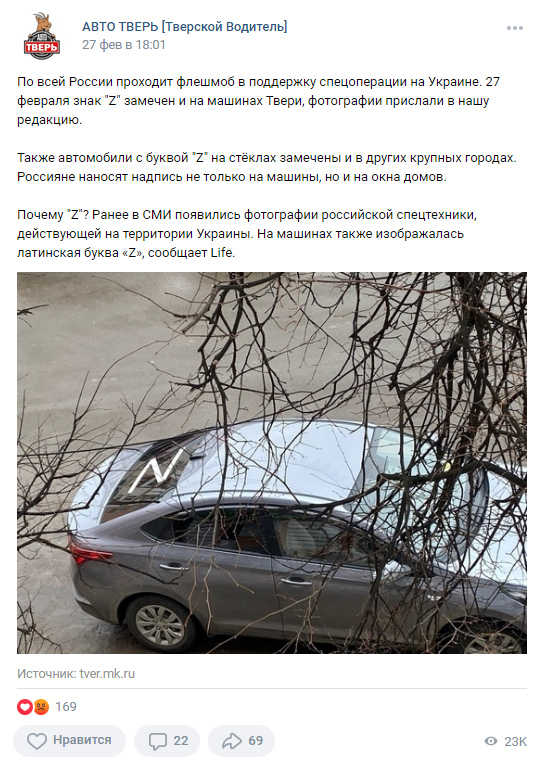 АВТО ТВЕРЬ [Тверской Водитель]
27 фев в 18:01
ТВЕРЬ
По всей России проходит флешмоб в поддержку спецоперации на Украине. 27
февраля знак "Z" замечен и на машинах Твери, фотографии прислали в нашу
редакцию.
Также автомобили с буквой "Z" на стёклах замечены и в других крупных городах.
Россияне наносят надпись не только на машины, но и на окна домов.
Почему "Z"? Ранее в СМИ появились фотографии российской спецтехники,
действующей на территории Украины. На машинах также изображалась
латинская буква «Z», сообщает Life.
Z
Источник: tver.mk.ru
169
Нравится
22
69
23K